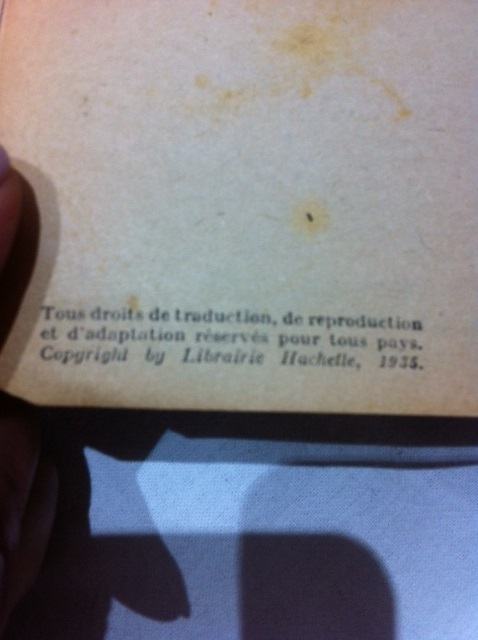 Tous droits de traduction, de reproduction
et d'adaptation réservés pour tous pays.
Copyright by Librairie Hachette, 1935.